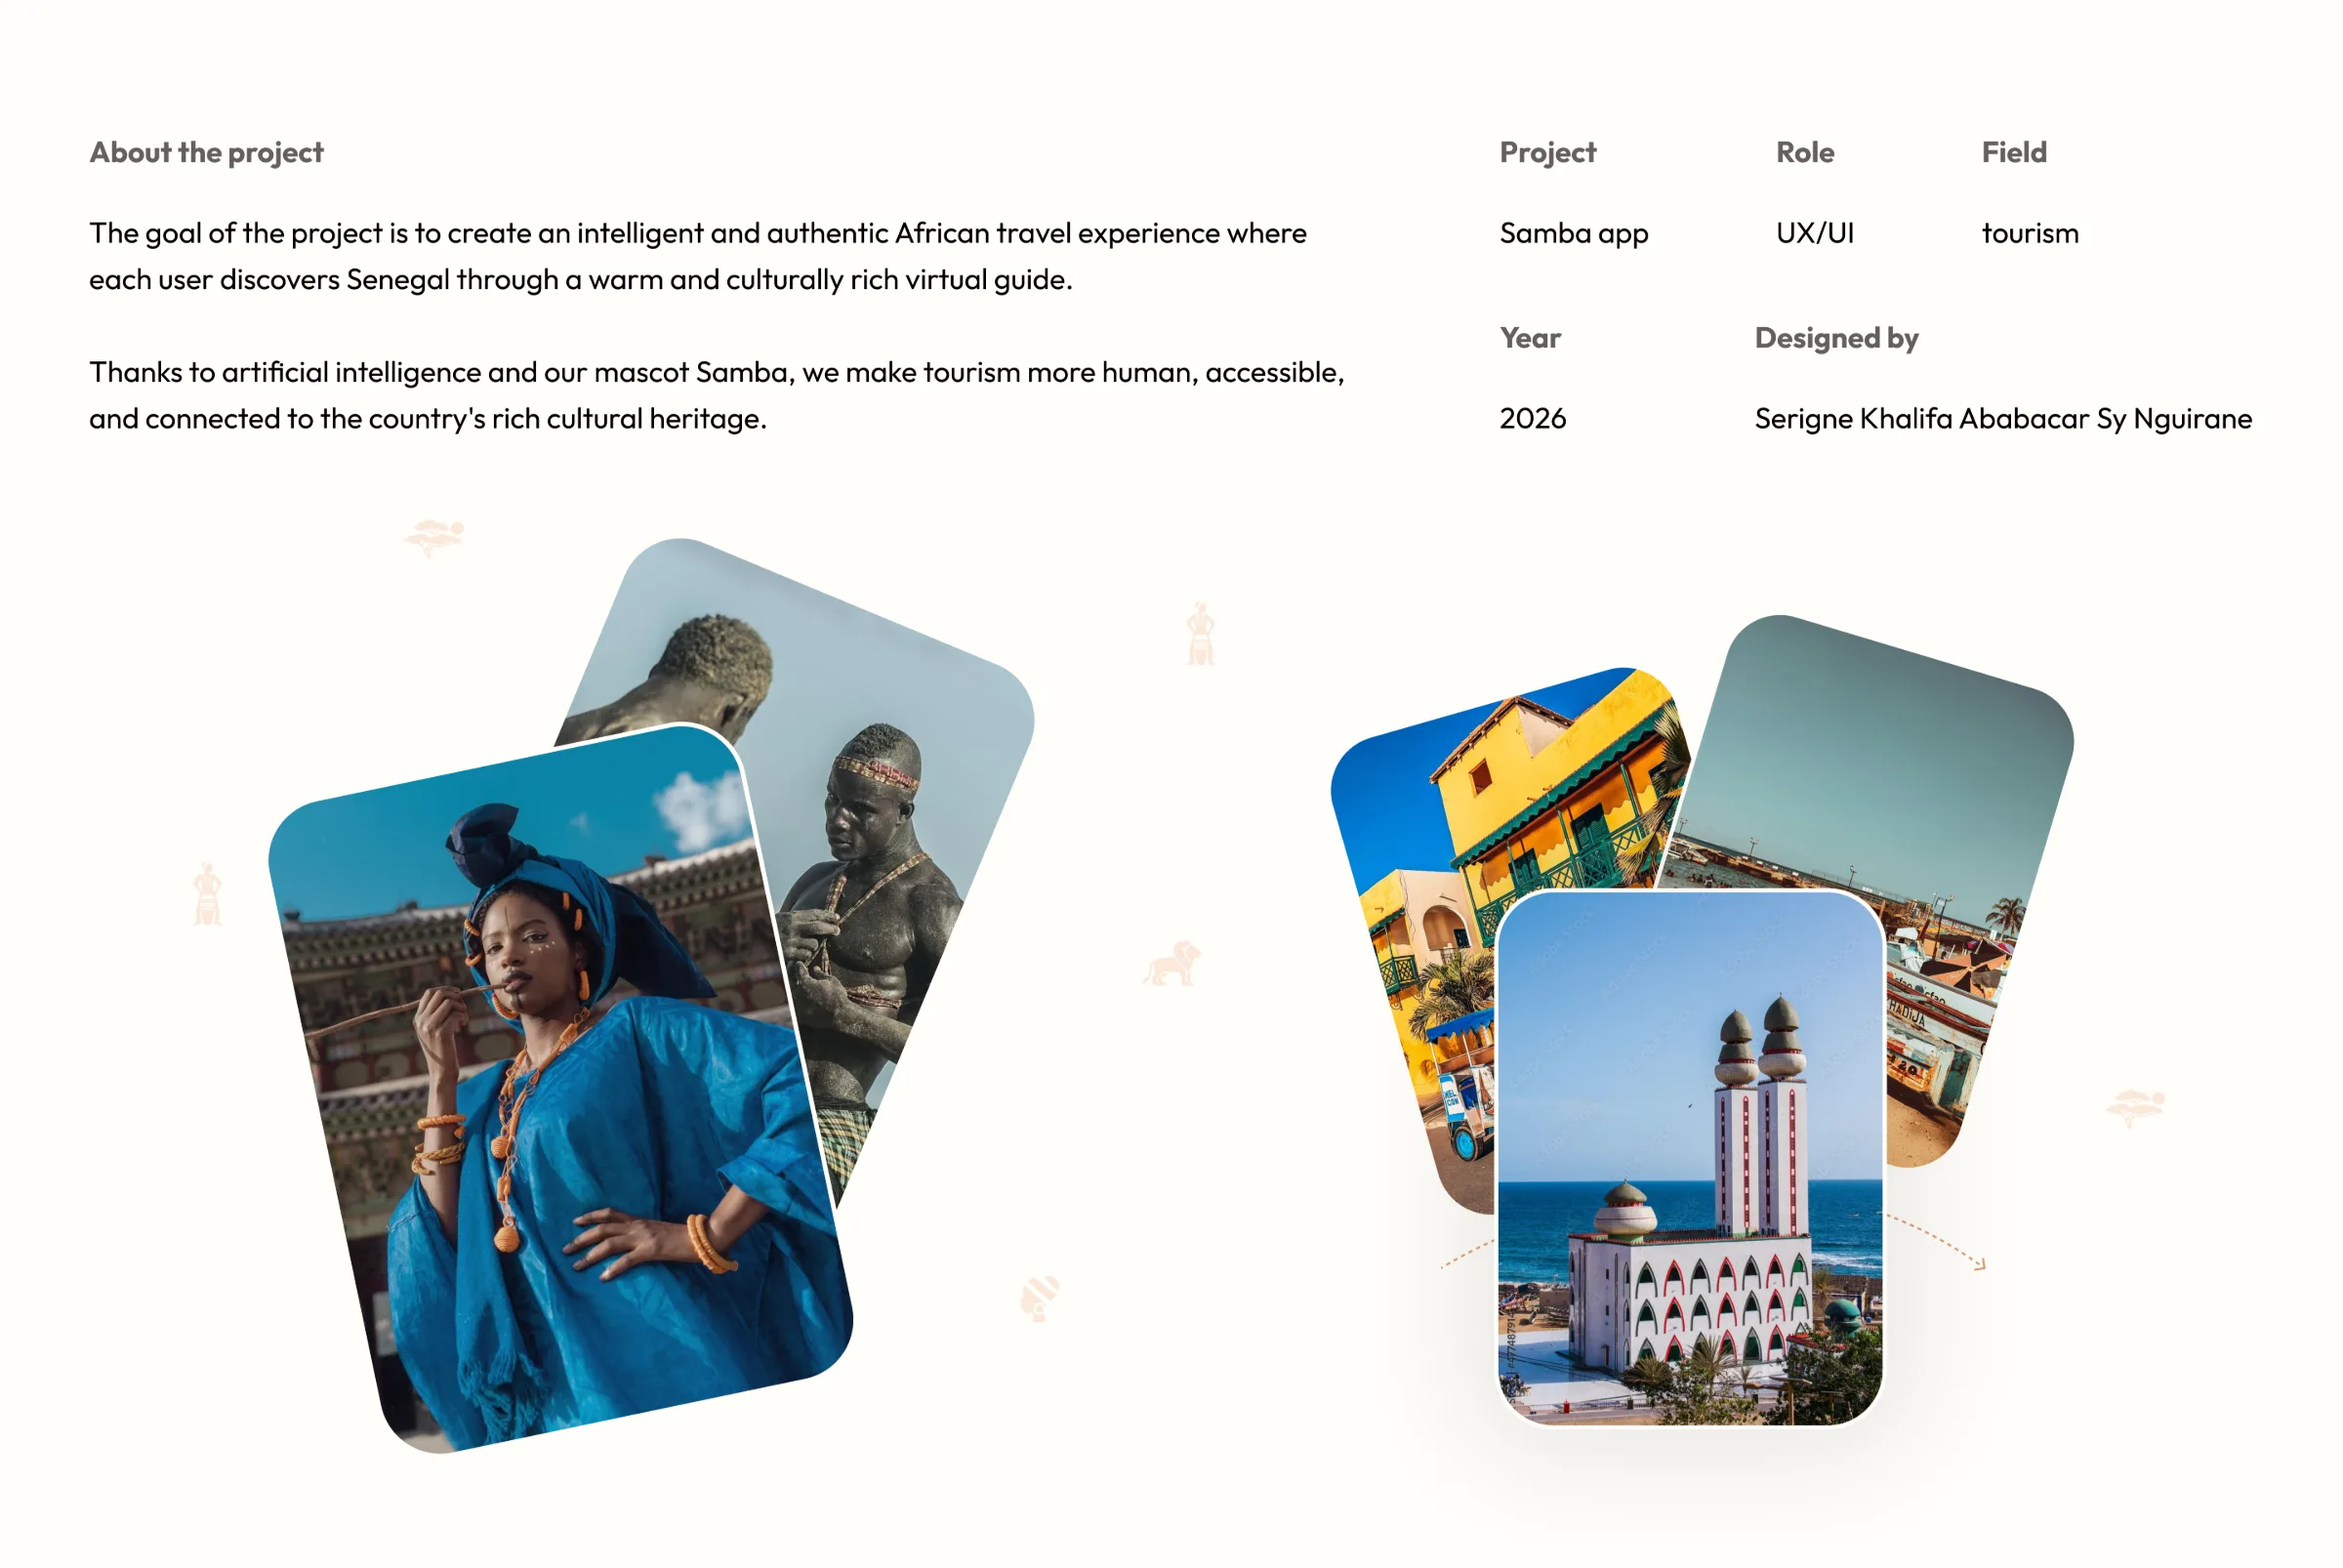 About the project
The goal of the project is to create an intelligent and authentic African travel experience where
each user discovers Senegal through a warm and culturally rich virtual guide.
Thanks to artificial intelligence and our mascot Samba, we make tourism more human, accessible,
and connected to the country's rich cultural heritage.
Project
Role
Field
Samba app
UX/UI
tourism
Year
Designed by
2026
Serigne Khalifa Ababacar Sy Nguirane
HADIJA